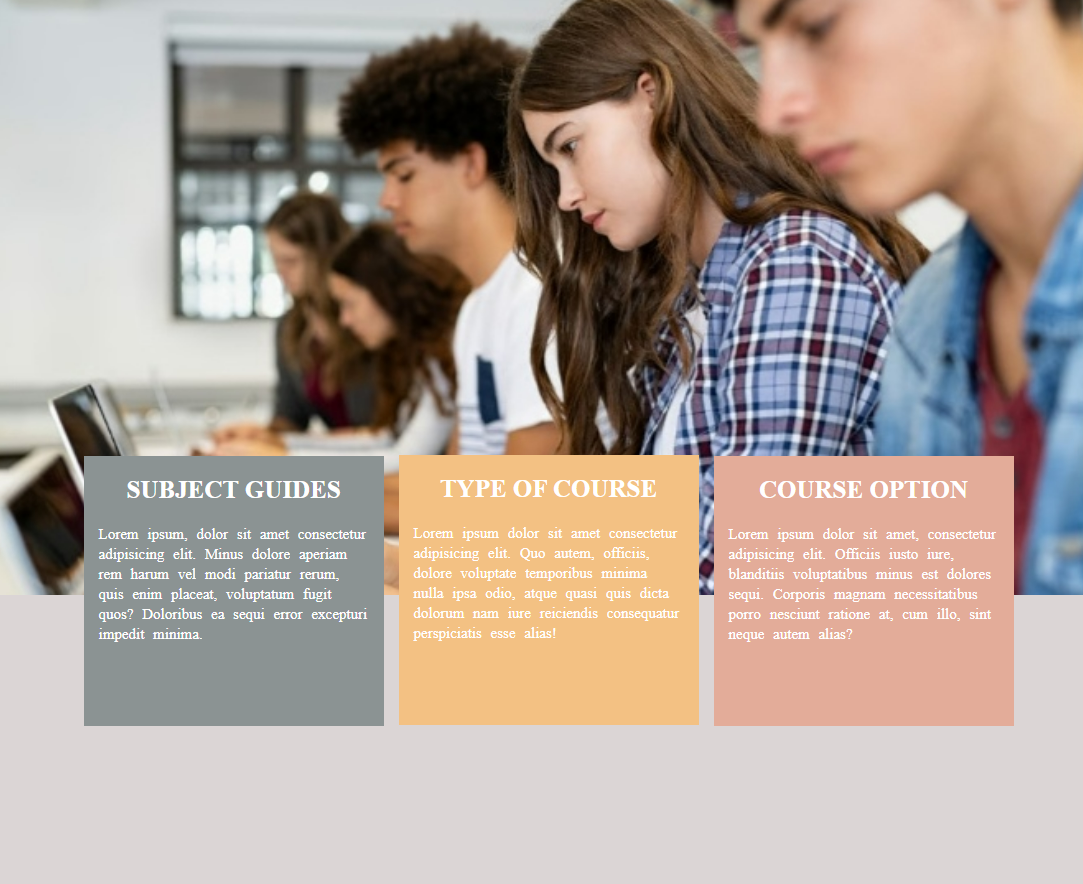 SUBJECT GUIDES
Lorem ipsum, dolor sit amet consectetur
adipisicing elit. Minus dolore aperiam
rem harum vel modi pariatur rerum,
quis enim placeat, voluptatum fugit
quos? Doloribus ea sequi error excepturi
impedit minima.
TYPE OF COURSE
Lorem ipsum dolor sit amet consectetur
adipisicing elit. Quo autem, officiis,
dolore voluptate temporibus minima
nulla ipsa odio, atque quasi quis dicta
dolorum nam iure reiciendis consequatur
perspiciatis esse alias!
COURSE OPTION
Lorem ipsum dolor sit amet, consectetur
adipisicing elit. Officiis iusto iure,
blanditiis voluptatibus minus est dolores
sequi. Corporis magnam necessitatibus
porro nesciunt ratione at, cum illo, sint
neque autem alias?